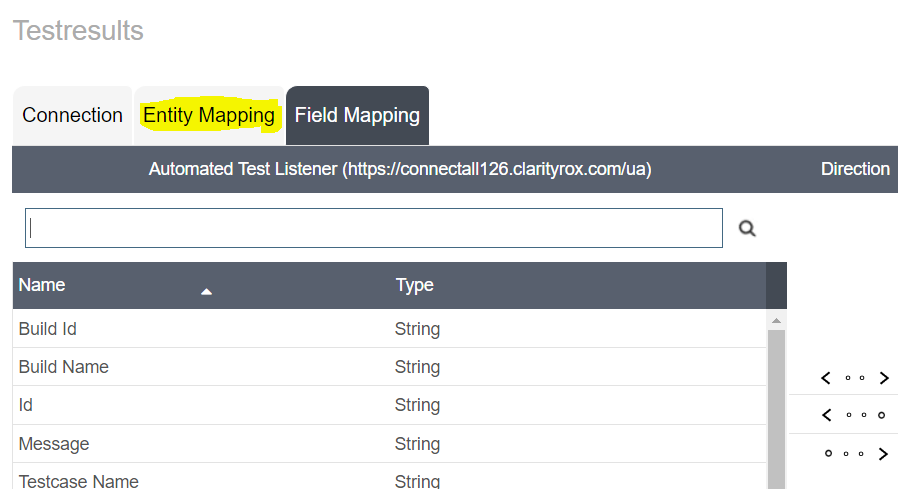 Testresults
Connection Entity Mapping Field Mapping
Automated Test Listener (https://connectall126.clarityrox.com/ua) Direction
Name Type
Build Id String
Build Name String
Id String
Message String
Testcase Name String